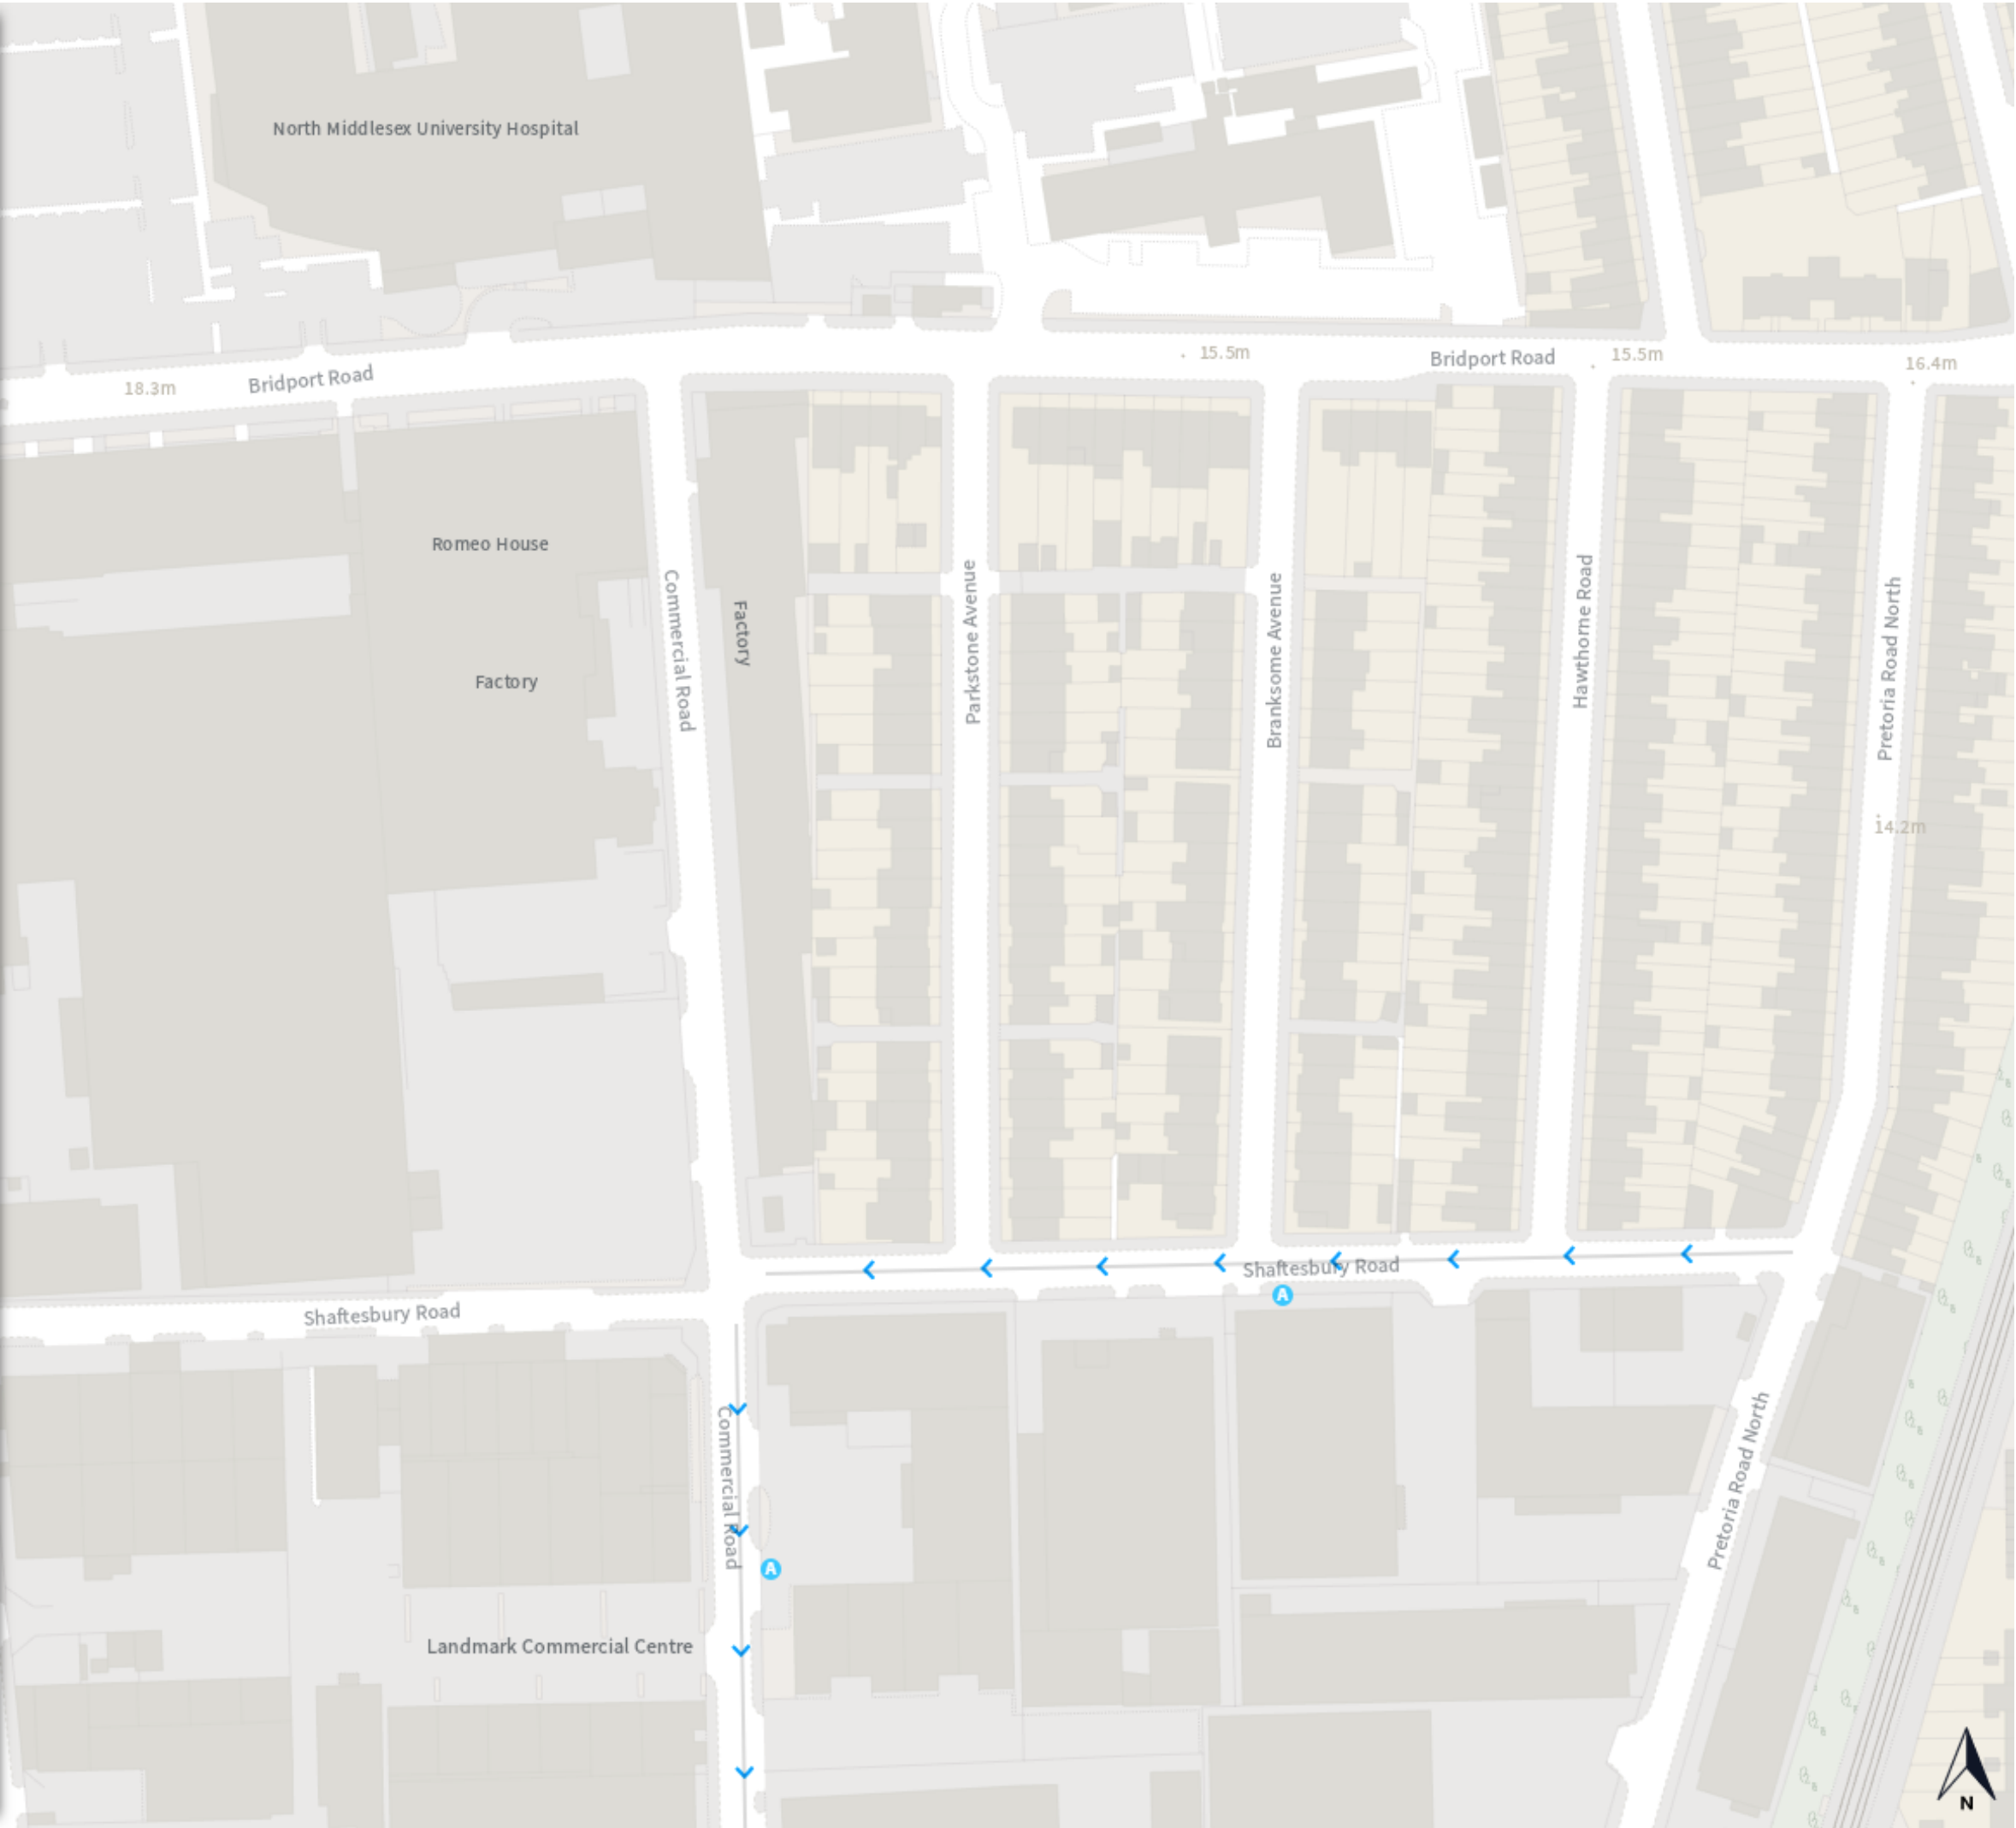 North Middlesex University Hospital
15.5m
Bridport Road
15.5m
16.4m
18.3m
Bridport Road
Romeo House
Factory
Commercial Road
Factory
Parkstone Avenue
Branksome Avenue
Hawthorne Road
Pretoria Road North
14.2m
Shaftesbury Road
A
Shaftesbury Road
Commercial Road
A
Pretoria Road North
Landmark Commercial Centre
N